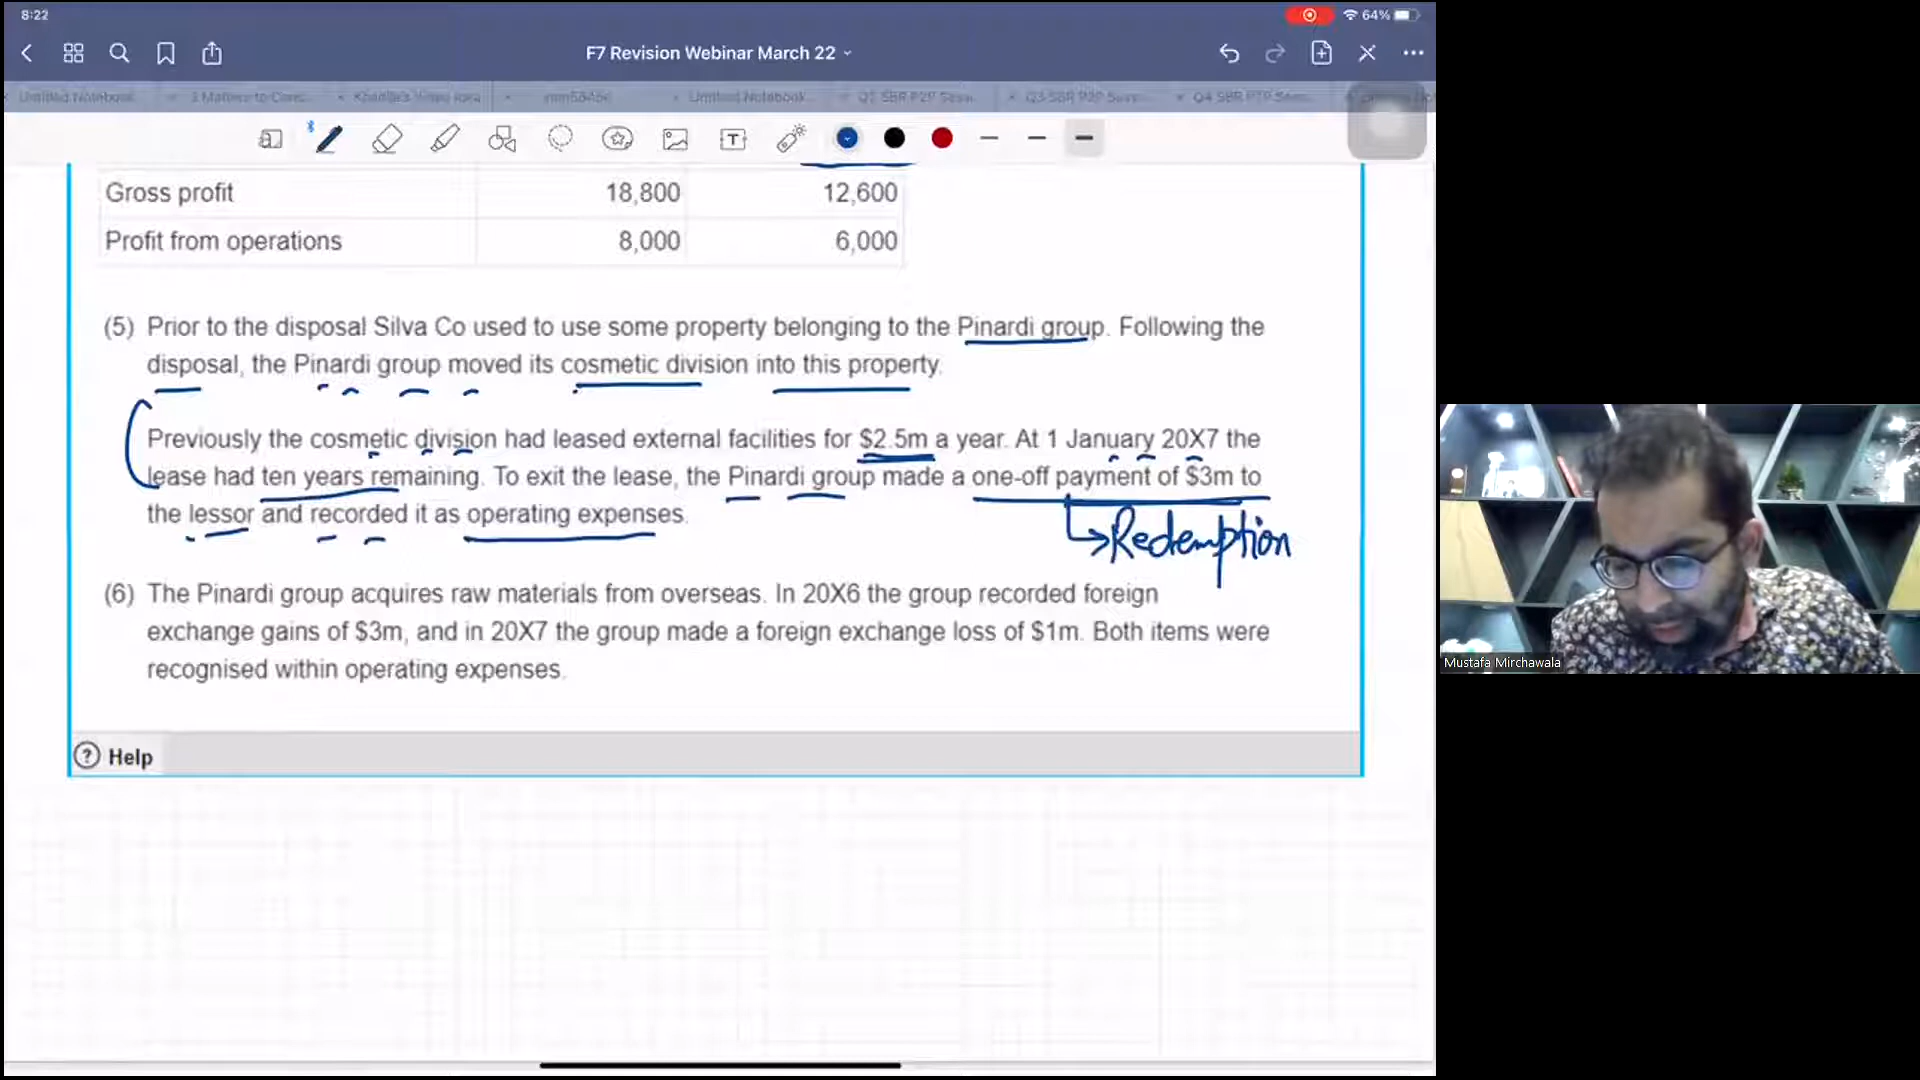 8:22
64%
F7 Revision Webinar March 22
Untitled Notebook
Q4 SBR P2P Sess...
T
Gross profit 18,800 12,600
Profit from operations 8,000 6,000
(5) Prior to the disposal Silva Co used to use some property belonging to the Pinardi group. Following the
disposal, the Pinardi group moved its cosmetic division into this property.
Previously the cosmetic division had leased external facilities for $2.5m a year. At 1 January 20X7 the
lease had ten years remaining. To exit the lease, the Pinardi group made a one-off payment of $3m to
the lessor and recorded it as operating expenses.
Redemption
(6) The Pinardi group acquires raw materials from overseas. In 20X6 the group recorded foreign
exchange gains of $3m, and in 20X7 the group made a foreign exchange loss of $1m. Both items were
recognised within operating expenses.
? Help
Mustafa Mirchawala